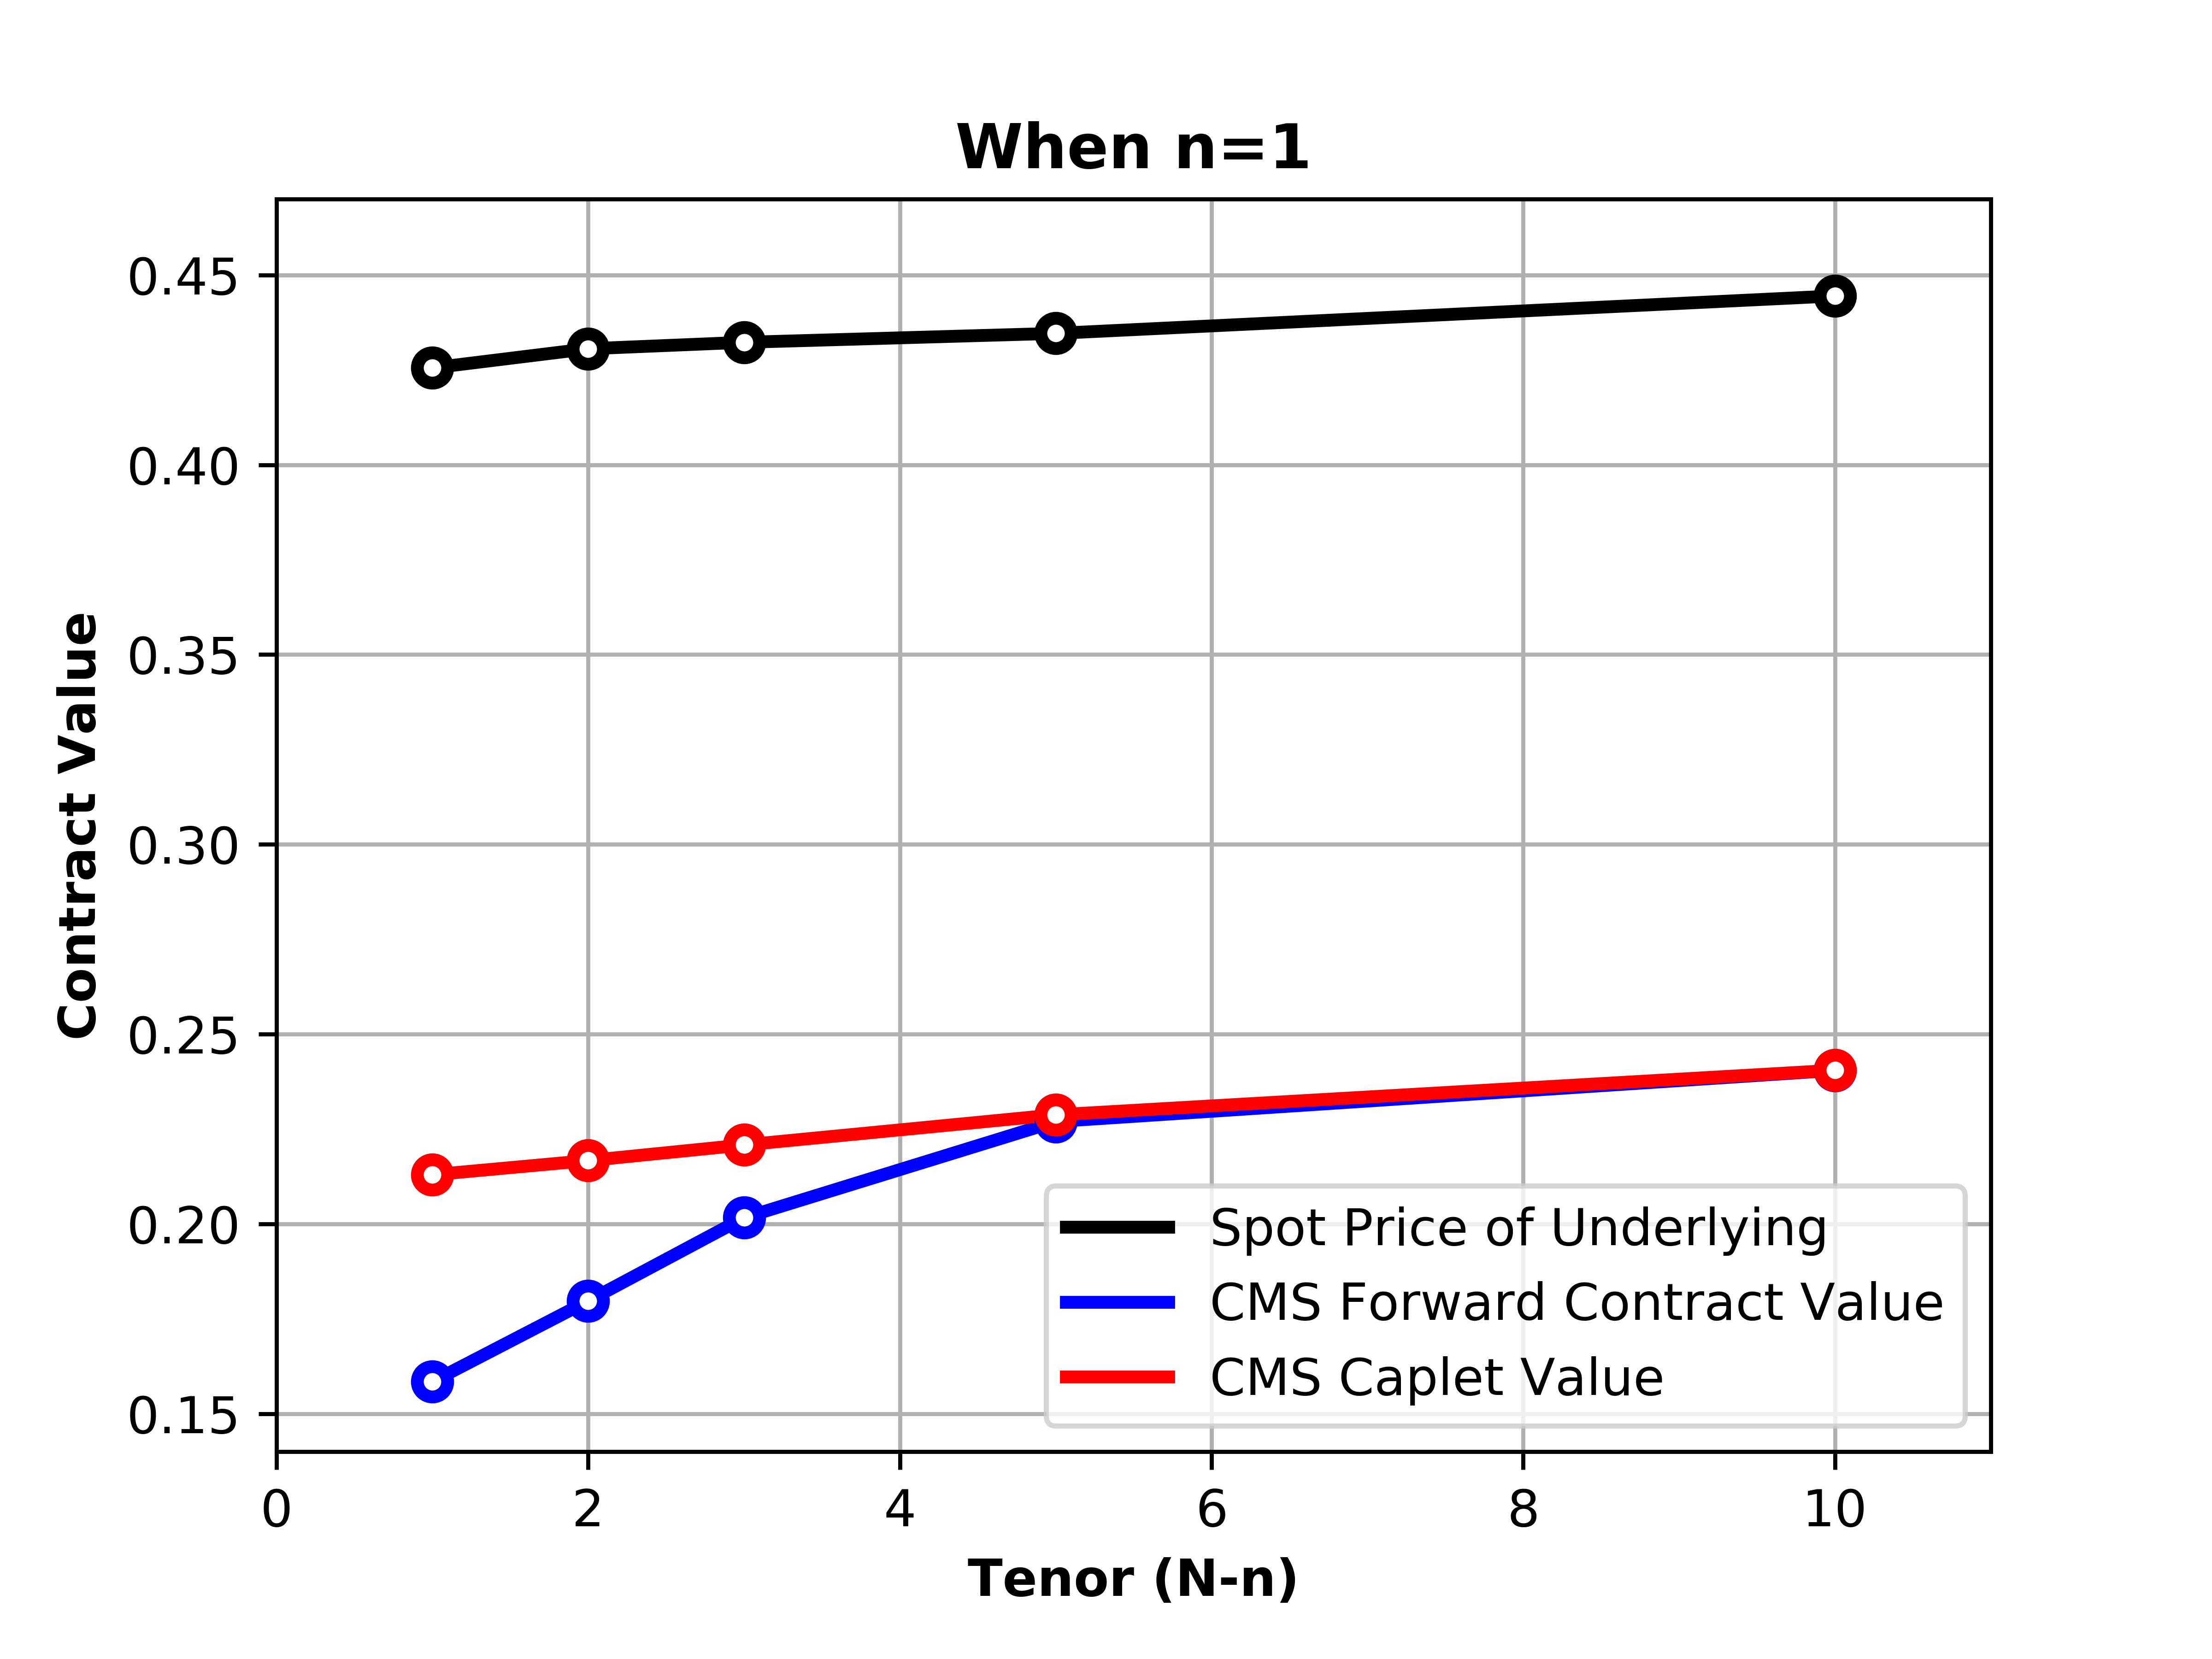 When n=1
Contract Value
0.45
0.40
0.35
0.30
0.25
0.20
0.15
Spot Price of Underlying
CMS Forward Contract Value
CMS Caplet Value
0 2 4 6 8 10
Tenor (N-n)